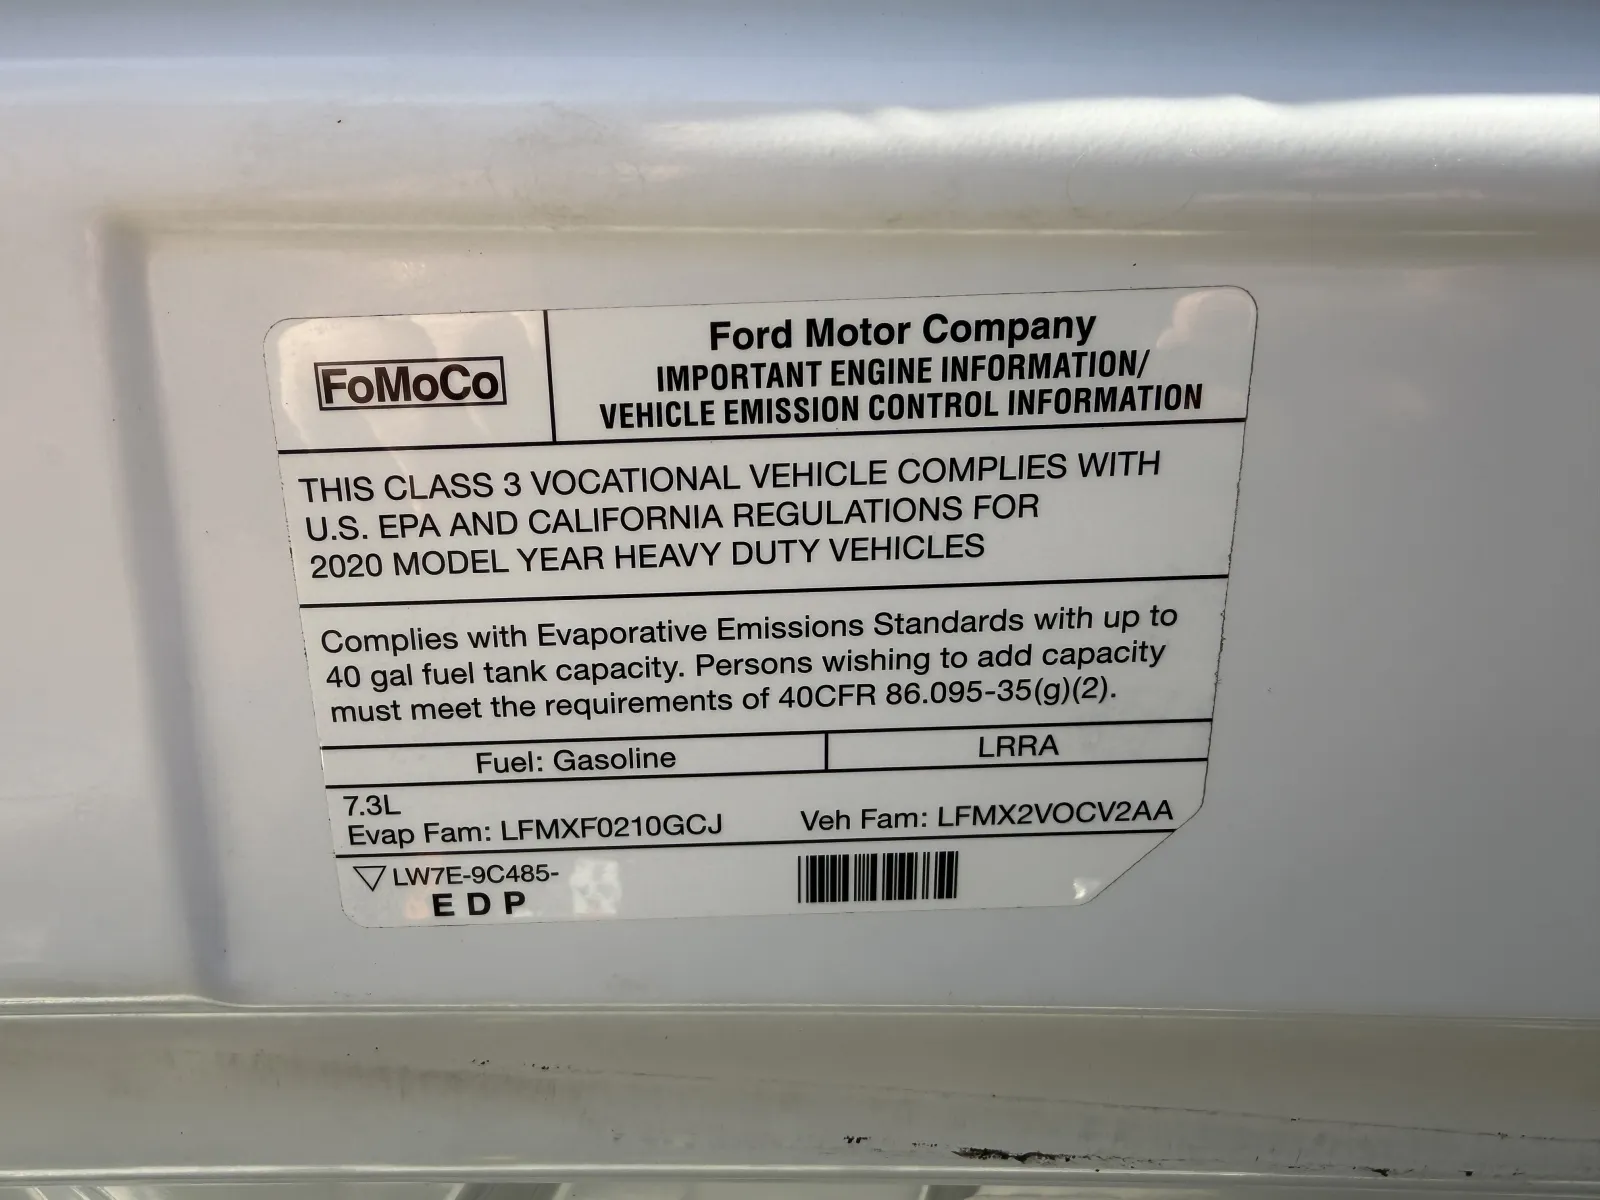 FoMoCo
Ford Motor Company
IMPORTANT ENGINE INFORMATION/
VEHICLE EMISSION CONTROL INFORMATION
THIS CLASS 3 VOCATIONAL VEHICLE COMPLIES WITH
U.S. EPA AND CALIFORNIA REGULATIONS FOR
2020 MODEL YEAR HEAVY DUTY VEHICLES
Complies with Evaporative Emissions Standards with up to
40 gal fuel tank capacity. Persons wishing to add capacity
must meet the requirements of 40CFR 86.095-35(g)(2).
Fuel: Gasoline
LRRA
7.3L
Evap Fam: LFMXF0210GCJ
Veh Fam: LFMX2VOCV2AA
▽ LW7E-9C485-
E D P